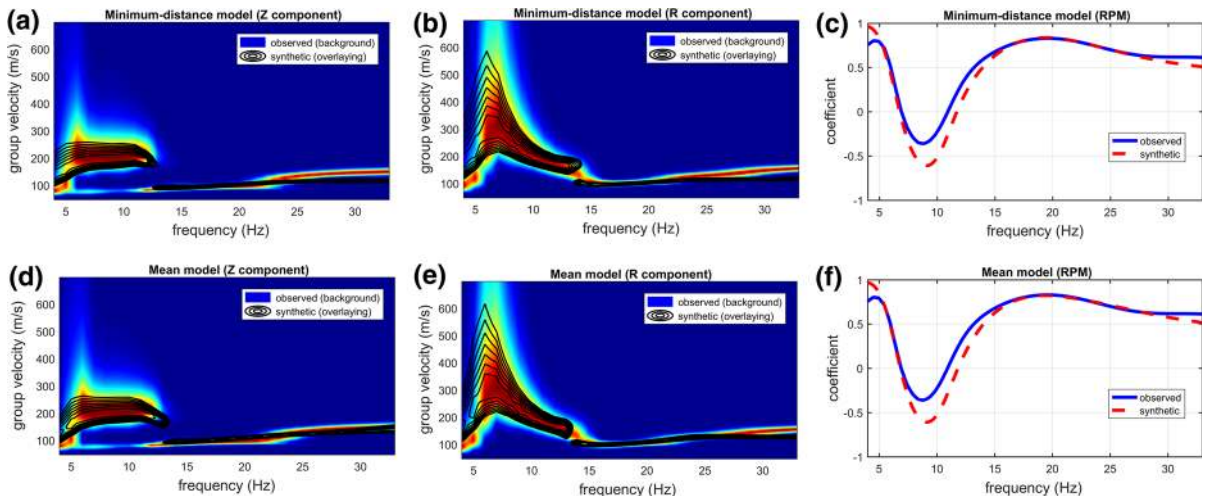 (a)
Minimum-distance model (Z component)
600
500
400
300
200
100
group velocity (m/s)
observed (background)
synthetic (overlaying)
5 10 15 20 25 30
frequency (Hz)
(b)
Minimum-distance model (R component)
600
500
400
300
200
100
group velocity (m/s)
observed (background)
synthetic (overlaying)
5 10 15 20 25 30
frequency (Hz)
(c)
Minimum-distance model (RPM)
1
0.5
0
-0.5
-1
coefficient
observed
synthetic
5 10 15 20 25 30
frequency (Hz)
(d)
Mean model (Z component)
600
500
400
300
200
100
group velocity (m/s)
observed (background)
synthetic (overlaying)
5 10 15 20 25 30
frequency (Hz)
(e)
Mean model (R component)
600
500
400
300
200
100
group velocity (m/s)
observed (background)
synthetic (overlaying)
5 10 15 20 25 30
frequency (Hz)
(f)
Mean model (RPM)
1
0.5
0
-0.5
-1
coefficient
observed
synthetic
5 10 15 20 25 30
frequency (Hz)